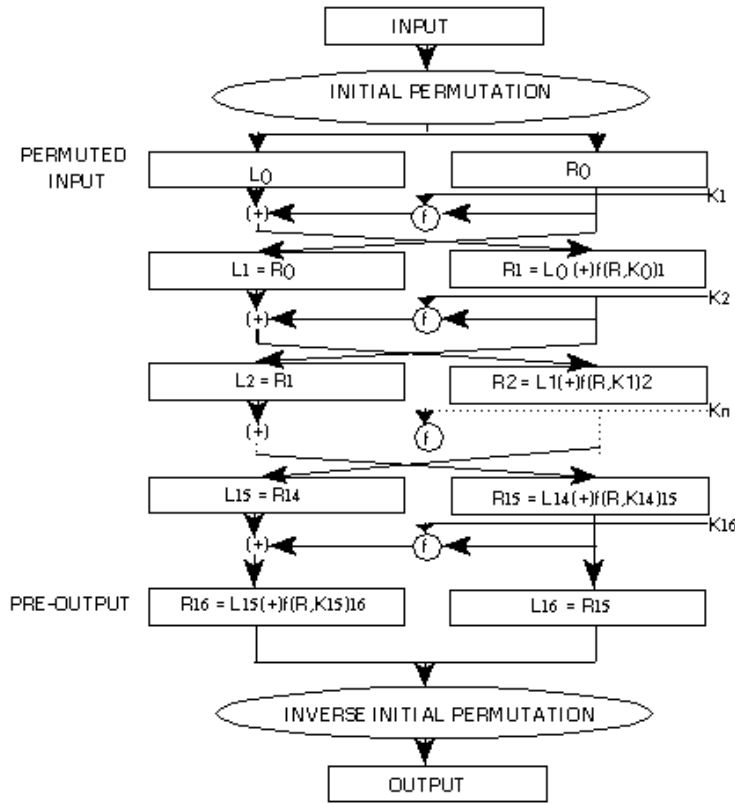 INPUT
INITIAL PERMUTATION
PERMUTED
INPUT
L0
R0
K1
(+)
f
L1 = R0
R1 = L0 (+)f(R,K0)1
K2
(+)
f
L2 = R1
R2 = L1(+)f(R,K1)2
Kn
(+)
f
L15 = R14
R15 = L14(+)f(R,K14)15
K16
(+)
f
PRE-OUTPUT
R16 = L15(+)f(R,K15)16
L16 = R15
INVERSE INITIAL PERMUTATION
OUTPUT